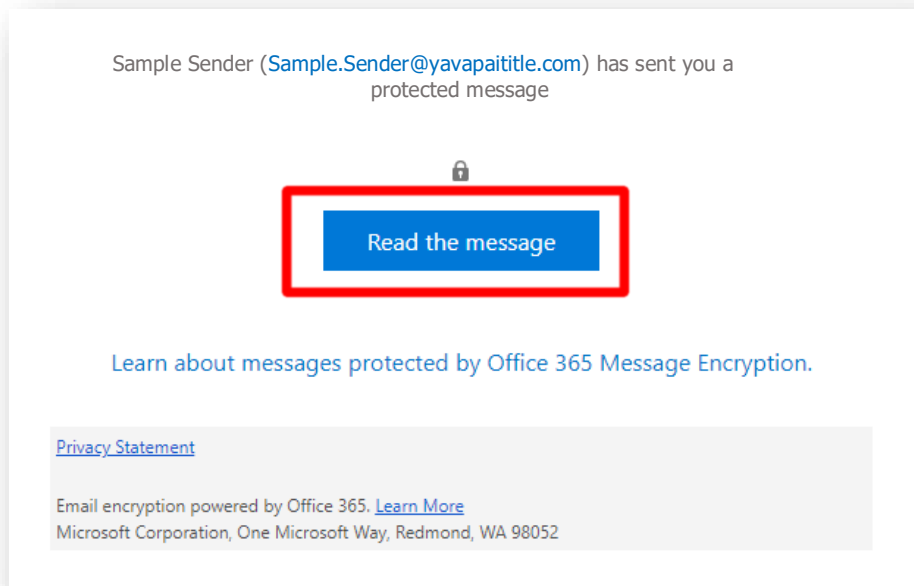 Sample Sender (Sample.Sender@yavapaititle.com) has sent you a
protected message
Read the message
Learn about messages protected by Office 365 Message Encryption.
Privacy Statement
Email encryption powered by Office 365. Learn More
Microsoft Corporation, One Microsoft Way, Redmond, WA 98052